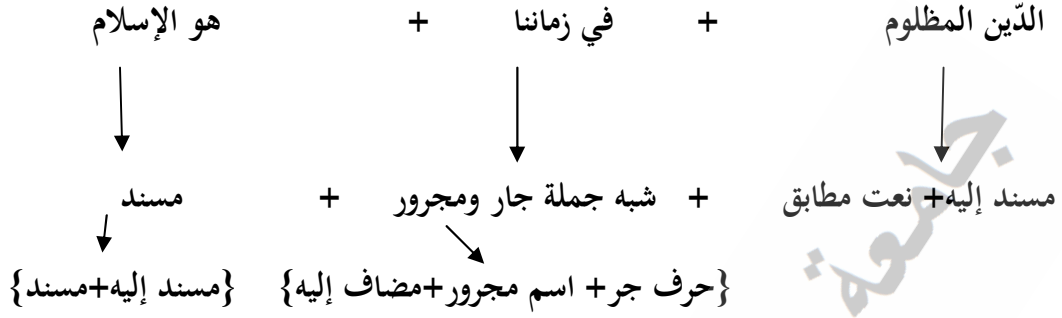 الدّين المظلوم + في زماننا + هو الإسلام
مسند إليه+ نعت مطابق + شبه جملة جار ومجرور + مسند
{حرف جر+ اسم مجرور+مضاف إليه} {مسند إليه+مسند}
جامعة